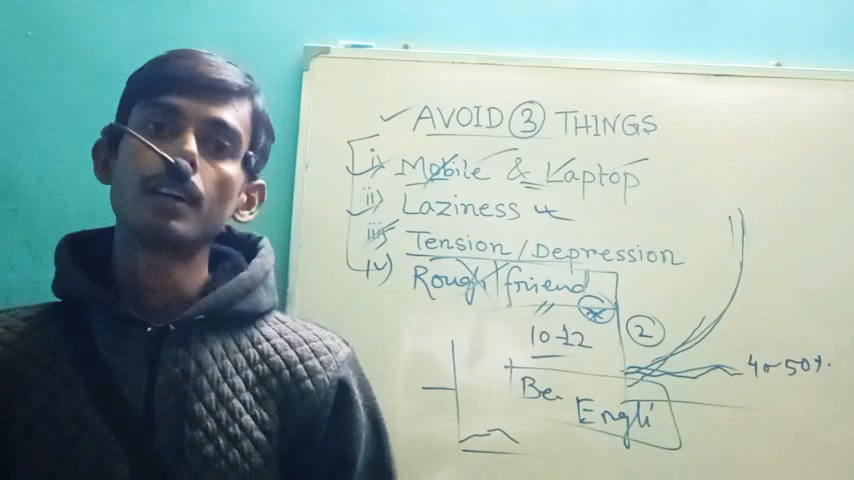 ✓ AVOID ③ THINGS
i) Mobile & Laptop
ii) Laziness
iii) Tension/Depression
iv) Rough friend
10-12
②
40-50%.
Be
Engli